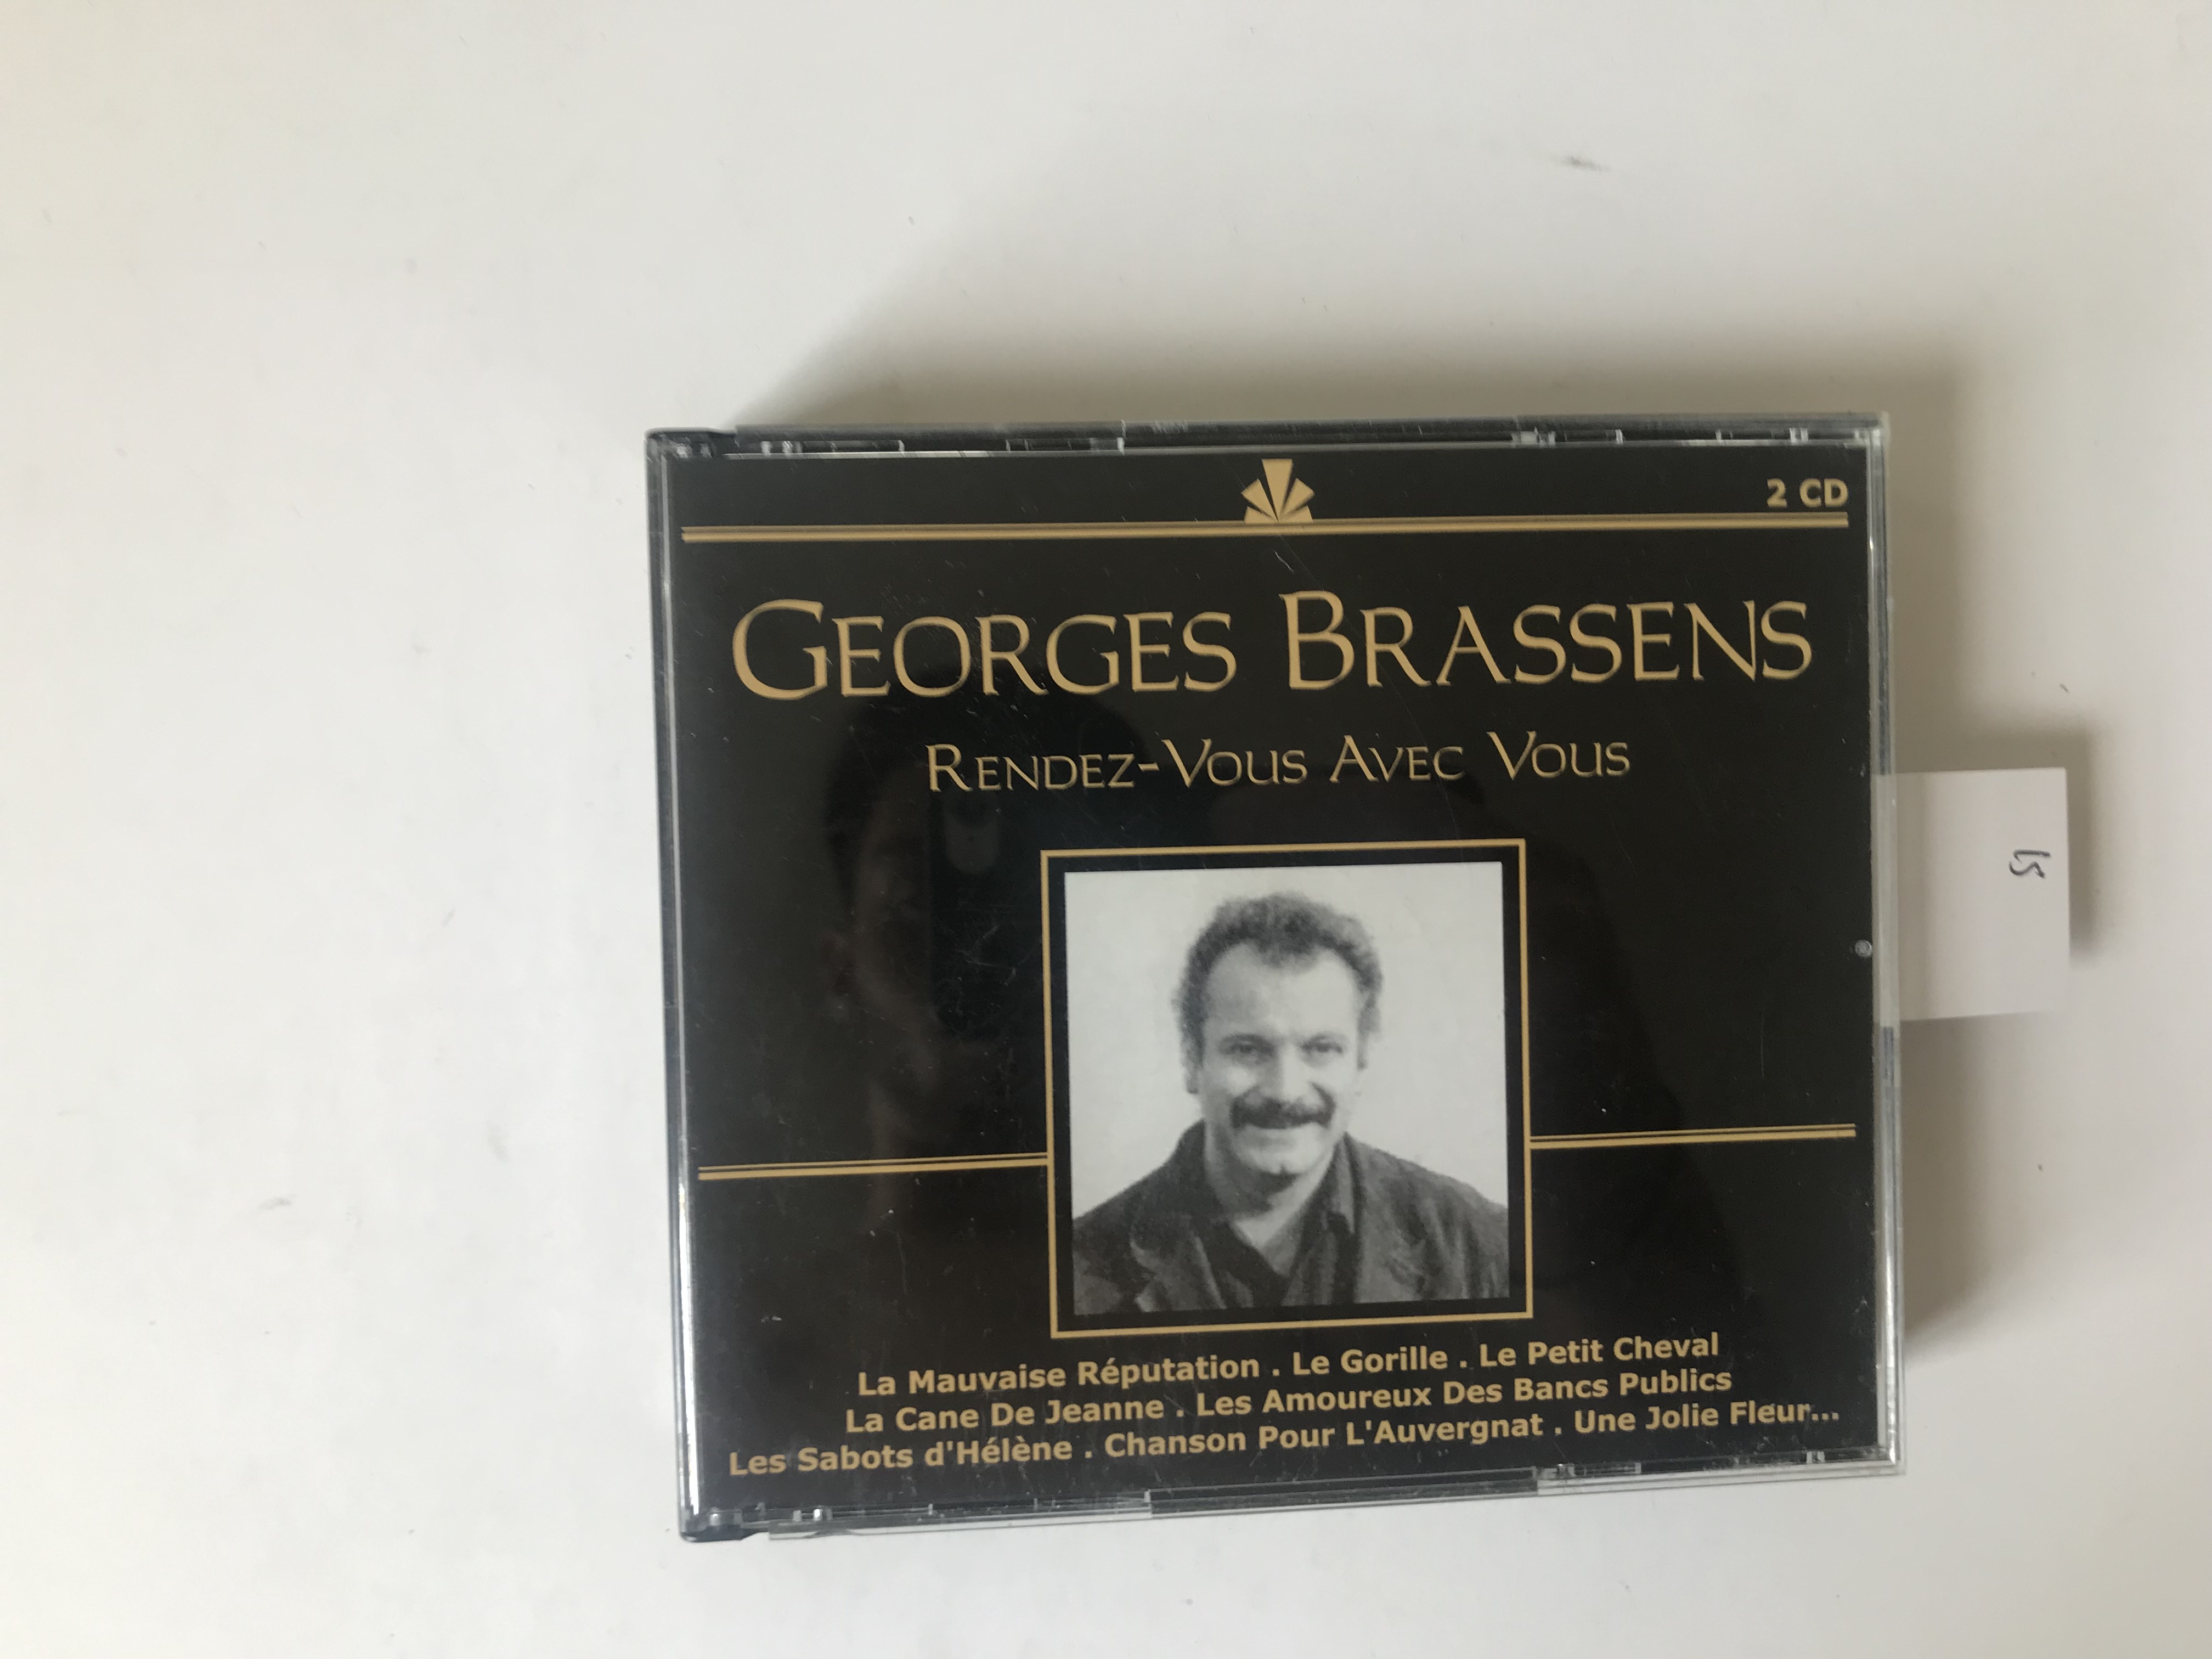 2 CD
GEORGES BRASSENS
RENDEZ-VOUS AVEC VOUS
La Mauvaise Réputation . Le Gorille . Le Petit Cheval
La Cane De Jeanne . Les Amoureux Des Bancs Publics
Les Sabots d'Hélène . Chanson Pour L'Auvergnat . Une Jolie Fleur...